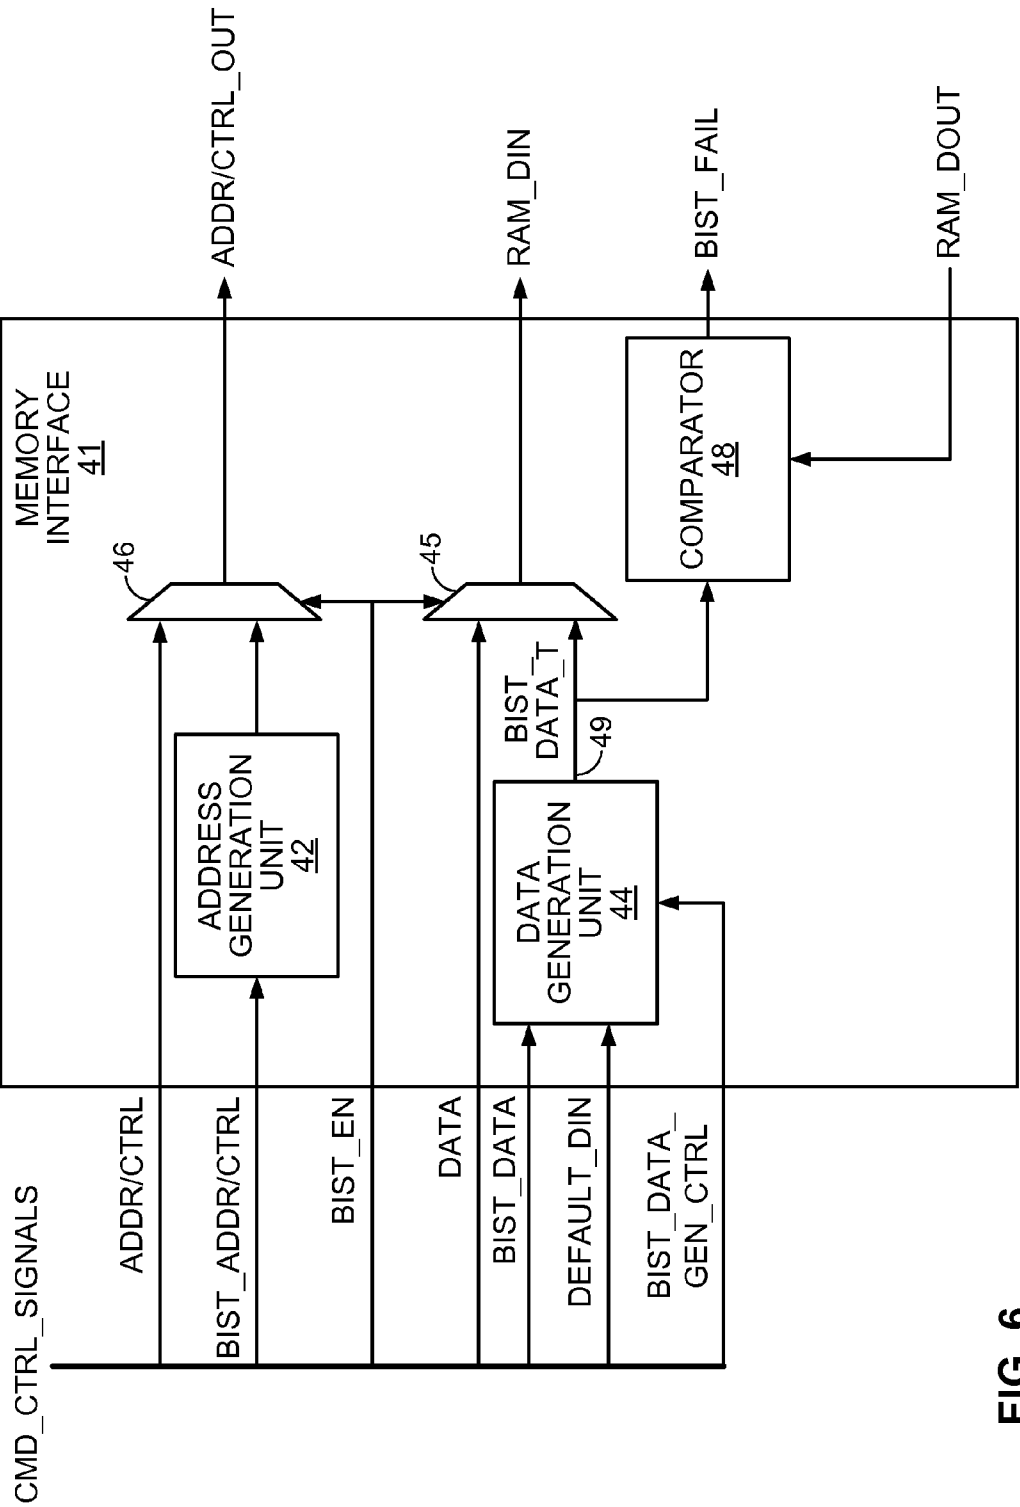 CMD_CTRL_SIGNALS
ADDR/CTRL
BIST_ADDR/CTRL
BIST_EN
DATA
BIST_DATA
DEFAULT_DIN
BIST_DATA_
GEN_CTRL
MEMORY
INTERFACE
41
ADDRESS
GENERATION
UNIT
42
46
DATA
GENERATION
UNIT
44
BIST_
DATA_T
49
45
COMPARATOR
48
ADDR/CTRL_OUT
RAM_DIN
BIST_FAIL
RAM_DOUT
FIG. 6